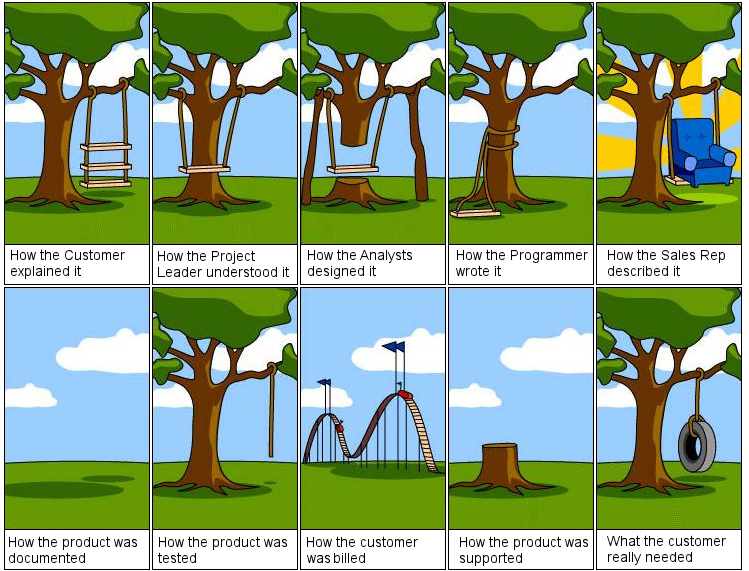 How the Customer
explained it
How the Project
Leader understood it
How the Analysts
designed it
How the Programmer
wrote it
How the Sales Rep
described it
How the product was
documented
How the product was
tested
How the customer
was billed
How the product was
supported
What the customer
really needed